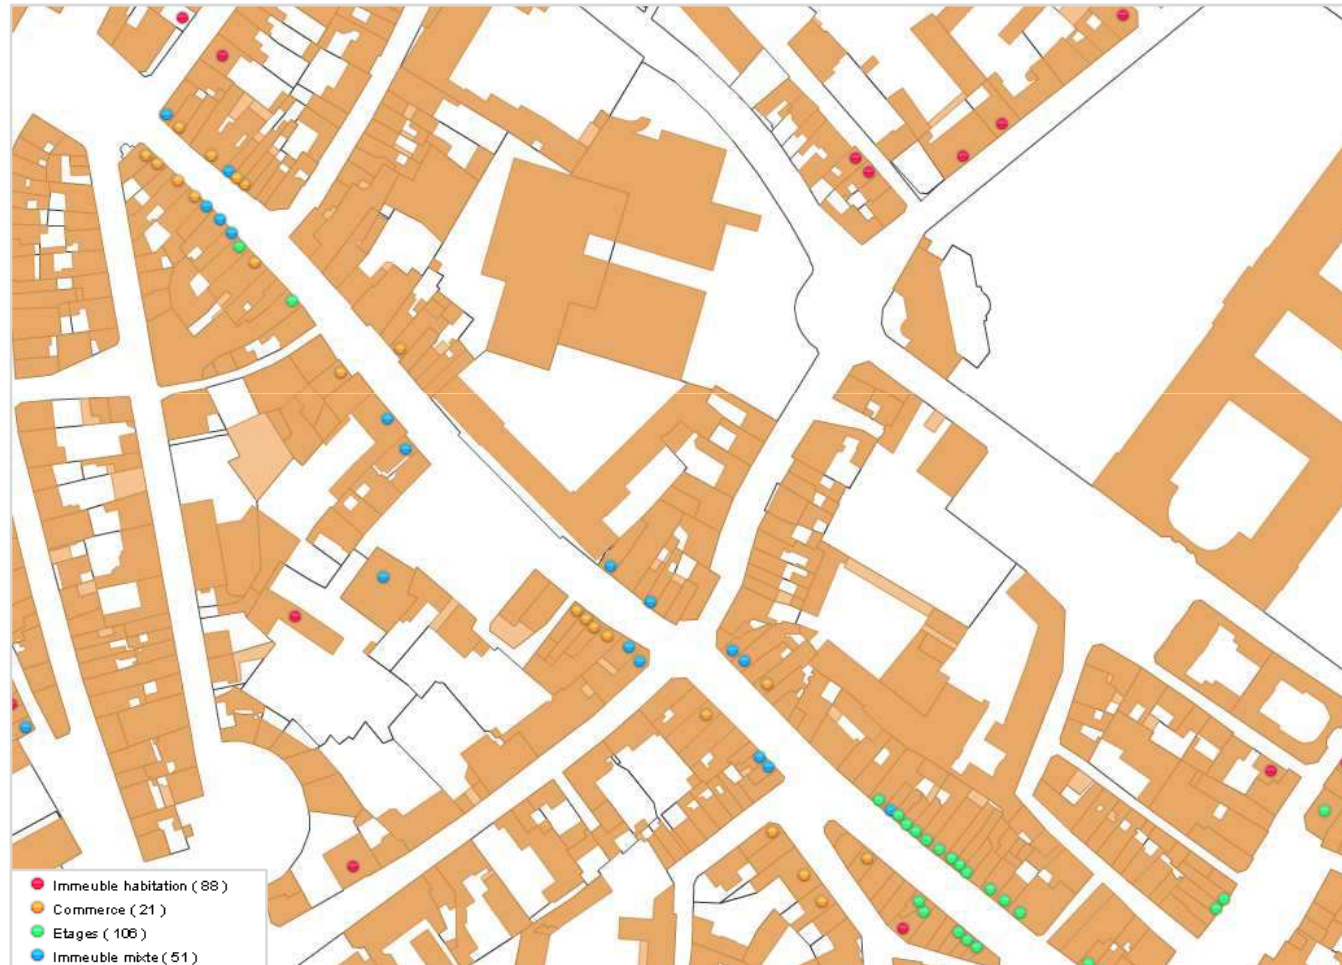 Immeuble habitation ( 88 )
Commerce ( 21 )
Etages ( 106 )
Immeuble mixte ( 51 )